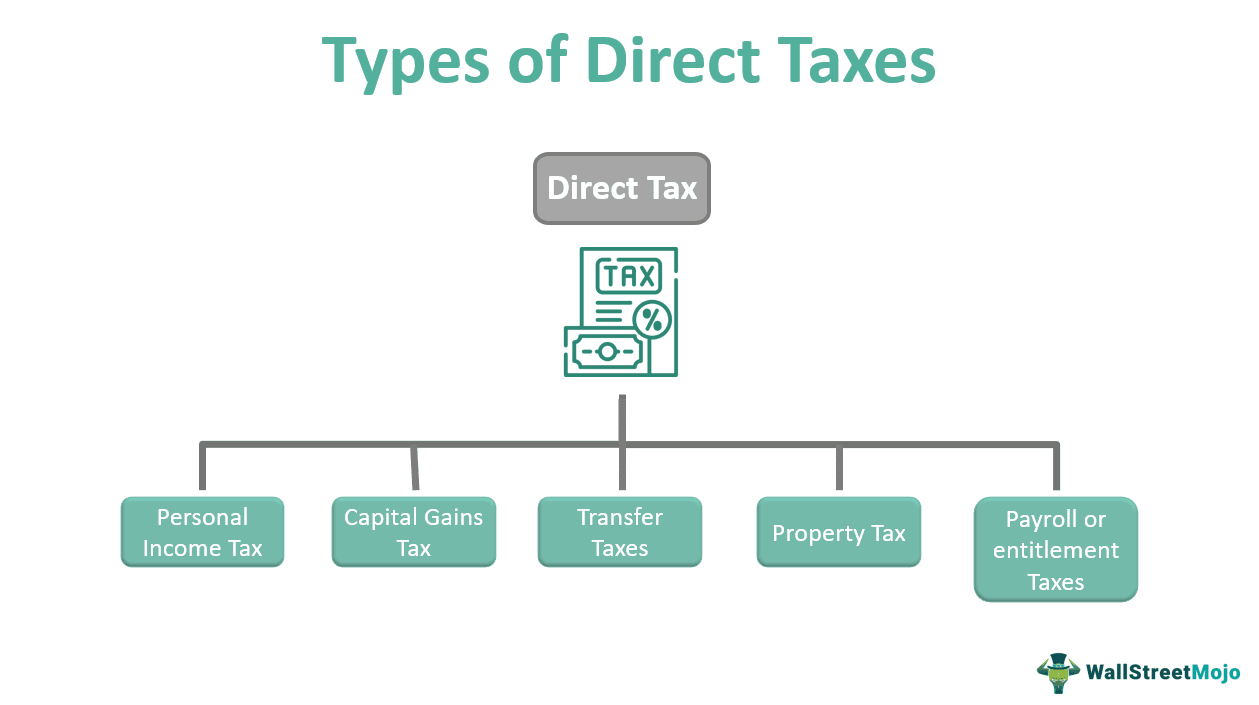 Types of Direct Taxes
Direct Tax
TAX
%
Personal
Income Tax
Capital Gains
Tax
Transfer
Taxes
Property Tax
Payroll or
entitlement
Taxes
WallStreetMojo